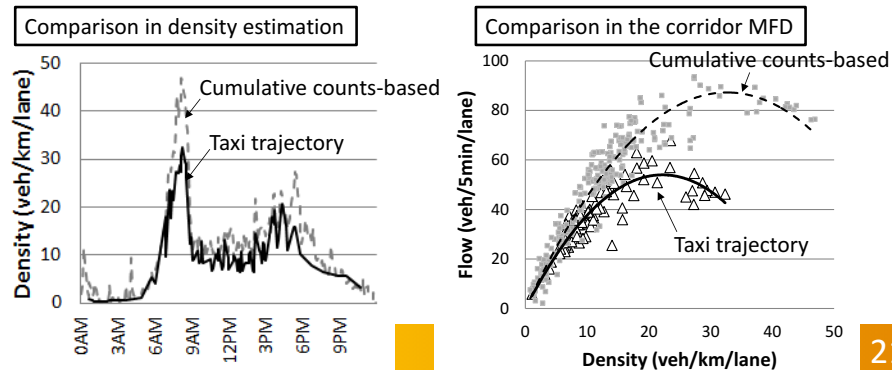 Comparison in density estimation
50
40
30
20
10
0
Density (veh/km/lane)
Cumulative counts-based
Taxi trajectory
0AM
3AM
6AM
9AM
12PM
3PM
6PM
9PM
Comparison in the corridor MFD
100
80
60
40
20
0
Flow (veh/5min/lane)
Cumulative counts-based
Taxi trajectory
0
10
20
30
40
50
Density (veh/km/lane)